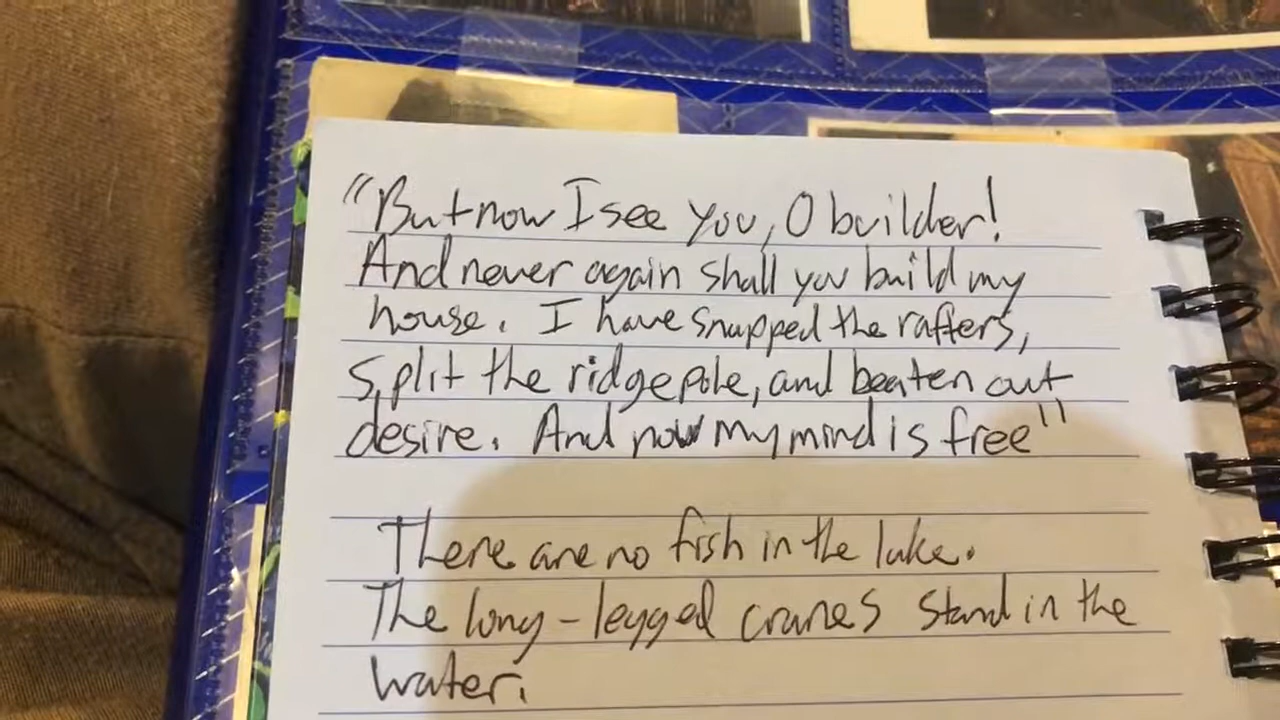 "But now I see you, O builder!
And never again shall you build my
house. I have snapped the rafters,
split the ridgepole, and beaten out
desire. And now my mind is free"
There are no fish in the lake.
The long-legged cranes stand in the
water.